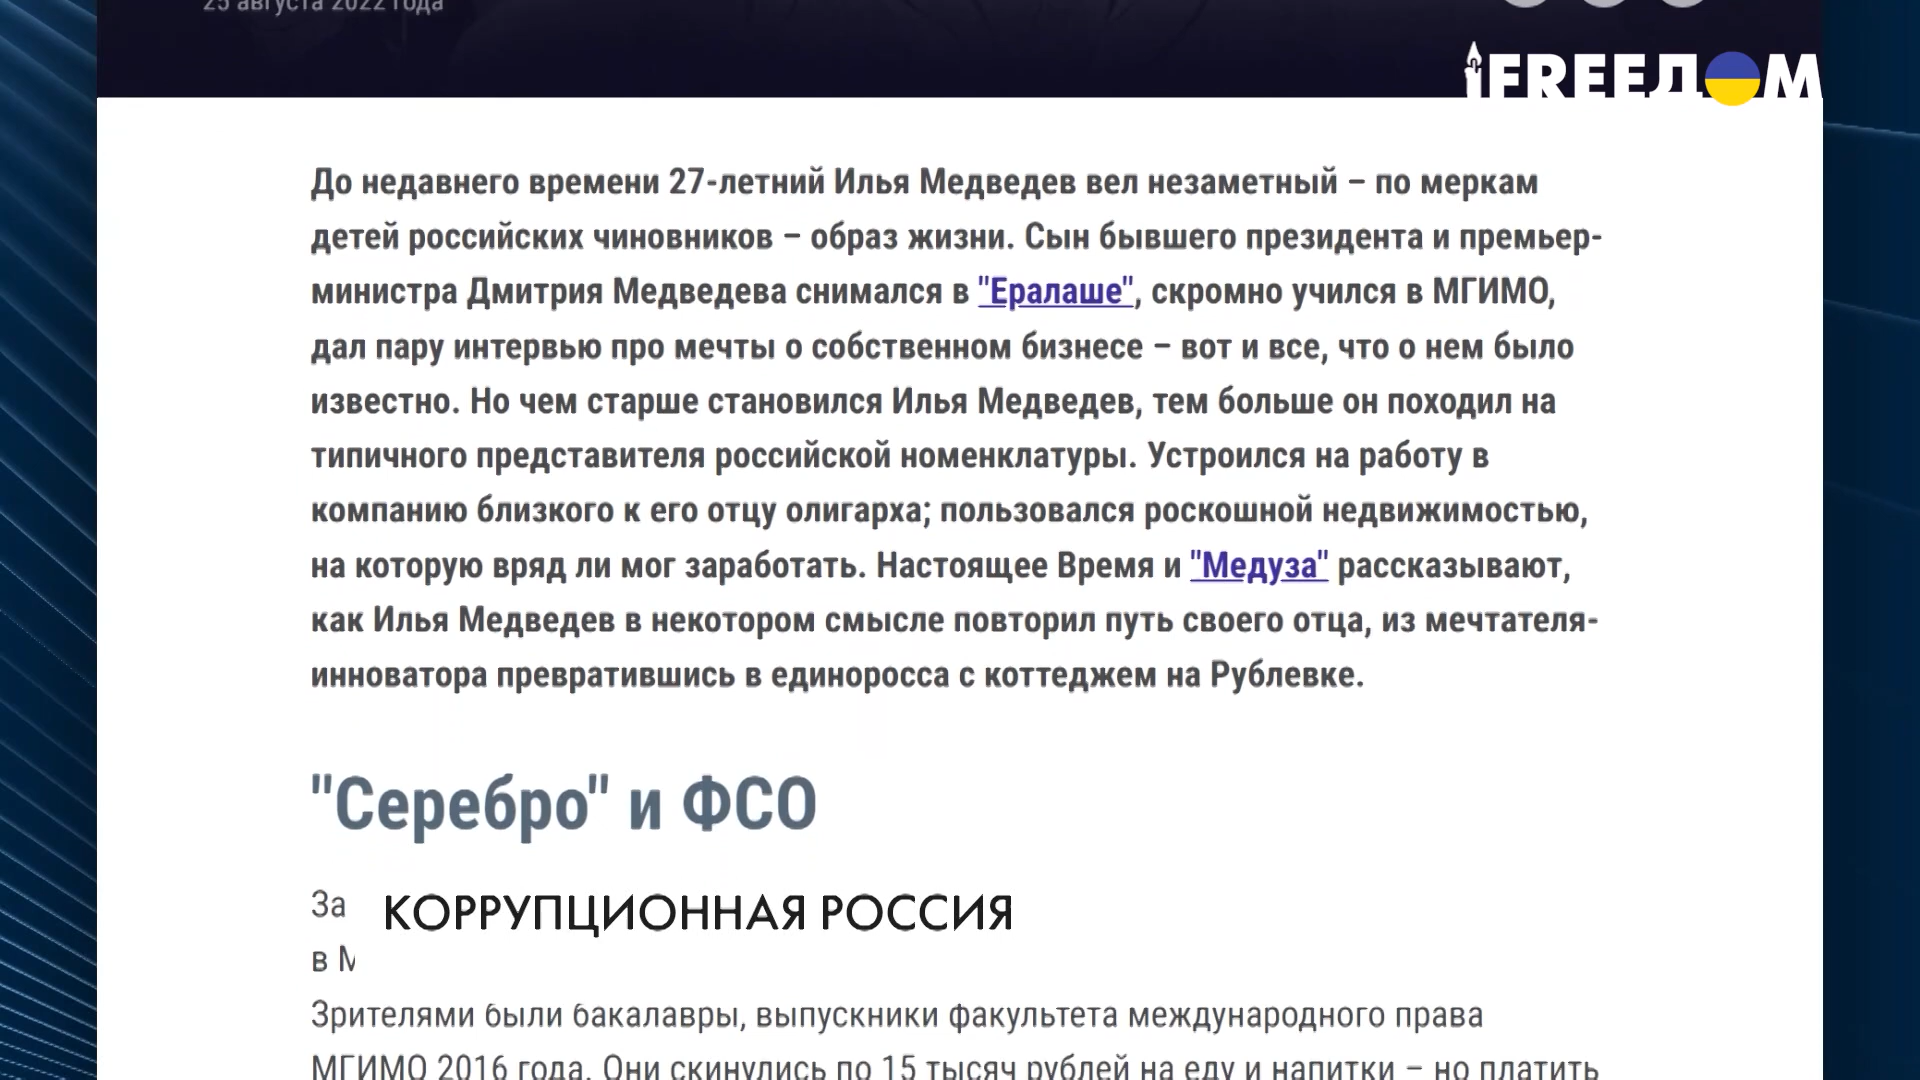 25 августа 2022 года
FREEДОМ
До недавнего времени 27-летний Илья Медведев вел незаметный – по меркам
детей российских чиновников – образ жизни. Сын бывшего президента и премьер-
министра Дмитрия Медведева снимался в "Ералаше", скромно учился в МГИМО,
дал пару интервью про мечты о собственном бизнесе – вот и все, что о нем было
известно. Но чем старше становился Илья Медведев, тем больше он походил на
типичного представителя российской номенклатуры. Устроился на работу в
компанию близкого к его отцу олигарха; пользовался роскошной недвижимостью,
на которую вряд ли мог заработать. Настоящее Время и "Медуза" рассказывают,
как Илья Медведев в некотором смысле повторил путь своего отца, из мечтателя-
инноватора превратившись в единоросса с коттеджем на Рублевке.
"Серебро" и ФСО
За
КОРРУПЦИОННАЯ РОССИЯ
в
Зрителями были бакалавры, выпускники факультета международного права
МГИМО 2016 года. Они скинулись по 15 тысяч рублей на еду и напитки – но платить